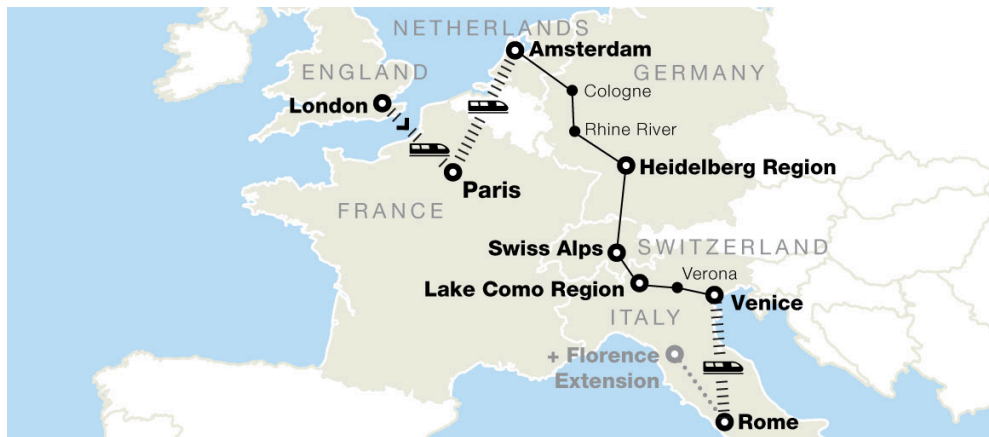 NETHERLANDS
Amsterdam
ENGLAND
GERMANY
London
Cologne
Rhine River
Heidelberg Region
Paris
FRANCE
Swiss Alps
SWITZERLAND
Verona
Lake Como Region
Venice
ITALY
+ Florence
Extension
Rome